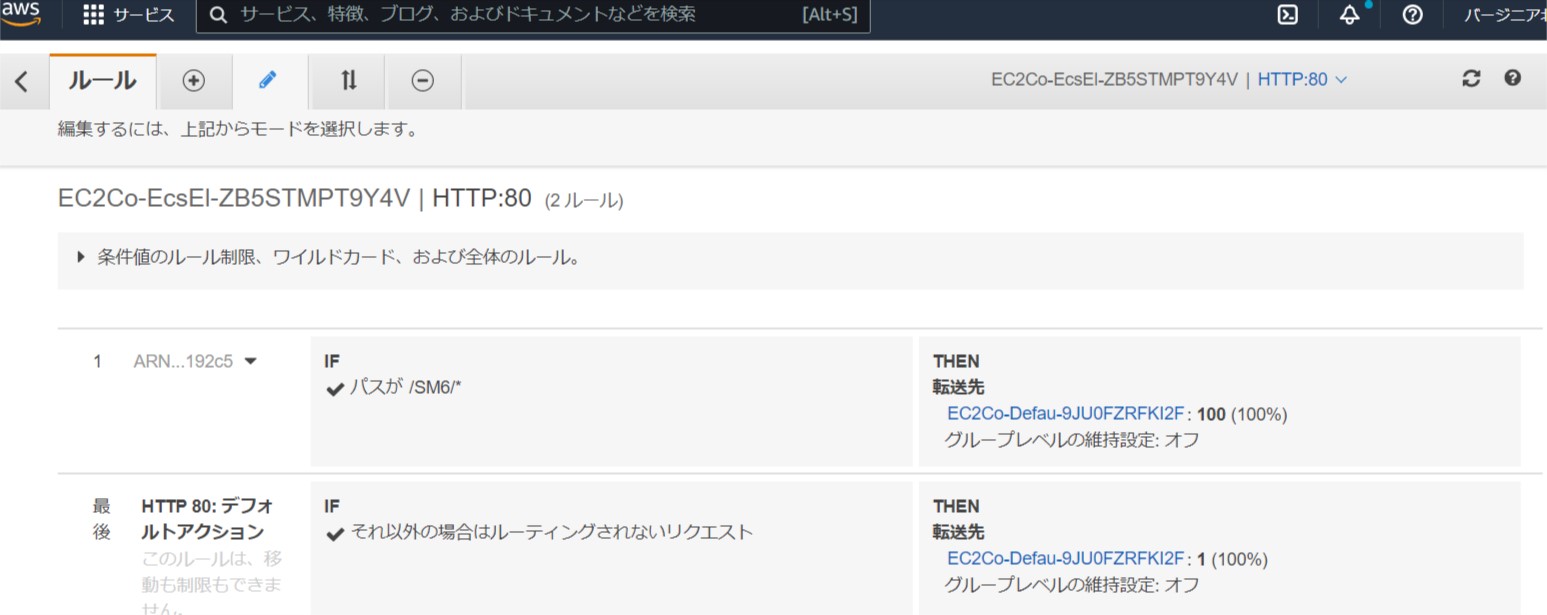 aws
サービス
サービス、特徴、ブログ、およびドキュメントなどを検索
[Alt+S]
バージニア
ルール
EC2Co-EcsEl-ZB5STMPT9Y4V | HTTP:80
編集するには、上記からモードを選択します。
EC2Co-EcsEl-ZB5STMPT9Y4V | HTTP:80 (2 ルール)
条件値のルール制限、ワイルドカード、および全体のルール。
1
ARN...192c5
IF
パスが /SM6/*
THEN
転送先
EC2Co-Defau-9JU0FZRFKI2F: 100 (100%)
グループレベルの維持設定: オフ
最
後
HTTP 80: デフォ
ルトアクション
このルールは、移
動も制限もできま
せん。
IF
それ以外の場合はルーティングされないリクエスト
THEN
転送先
EC2Co-Defau-9JU0FZRFKI2F: 1 (100%)
グループレベルの維持設定: オフ